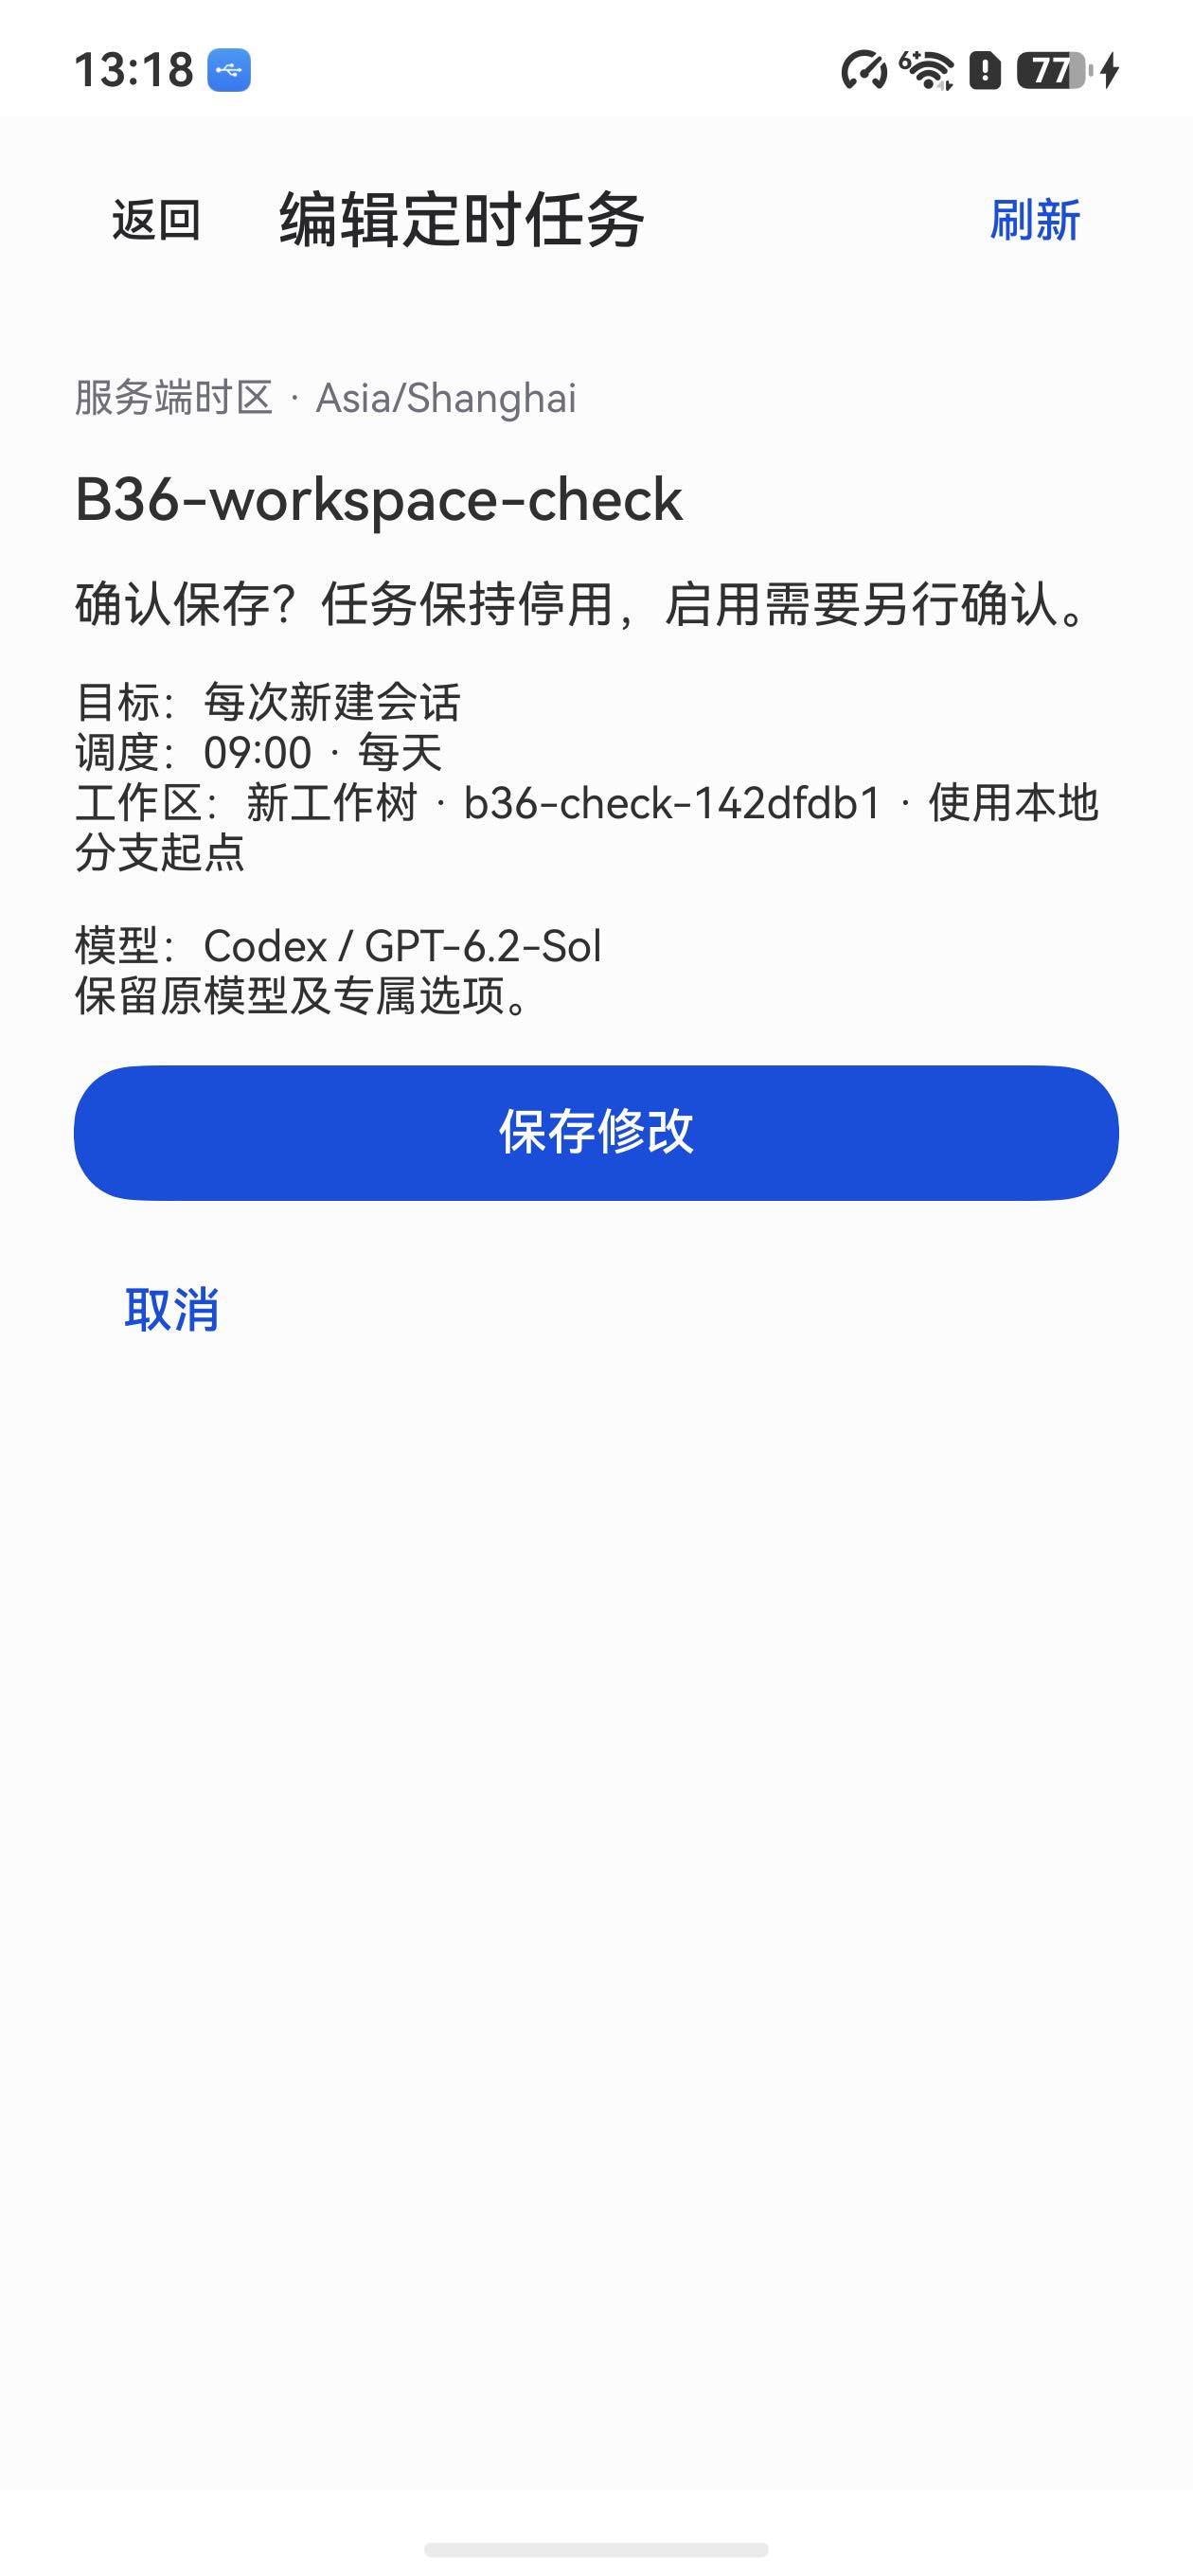 13:18
77
返回
编辑定时任务
刷新
服务端时区 · Asia/Shanghai
B36-workspace-check
确认保存？任务保持停用，启用需要另行确认。
目标：每次新建会话
调度：09:00 · 每天
工作区：新工作树 · b36-check-142dfdb1 · 使用本地
分支起点
模型：Codex / GPT-6.2-Sol
保留原模型及专属选项。
保存修改
取消